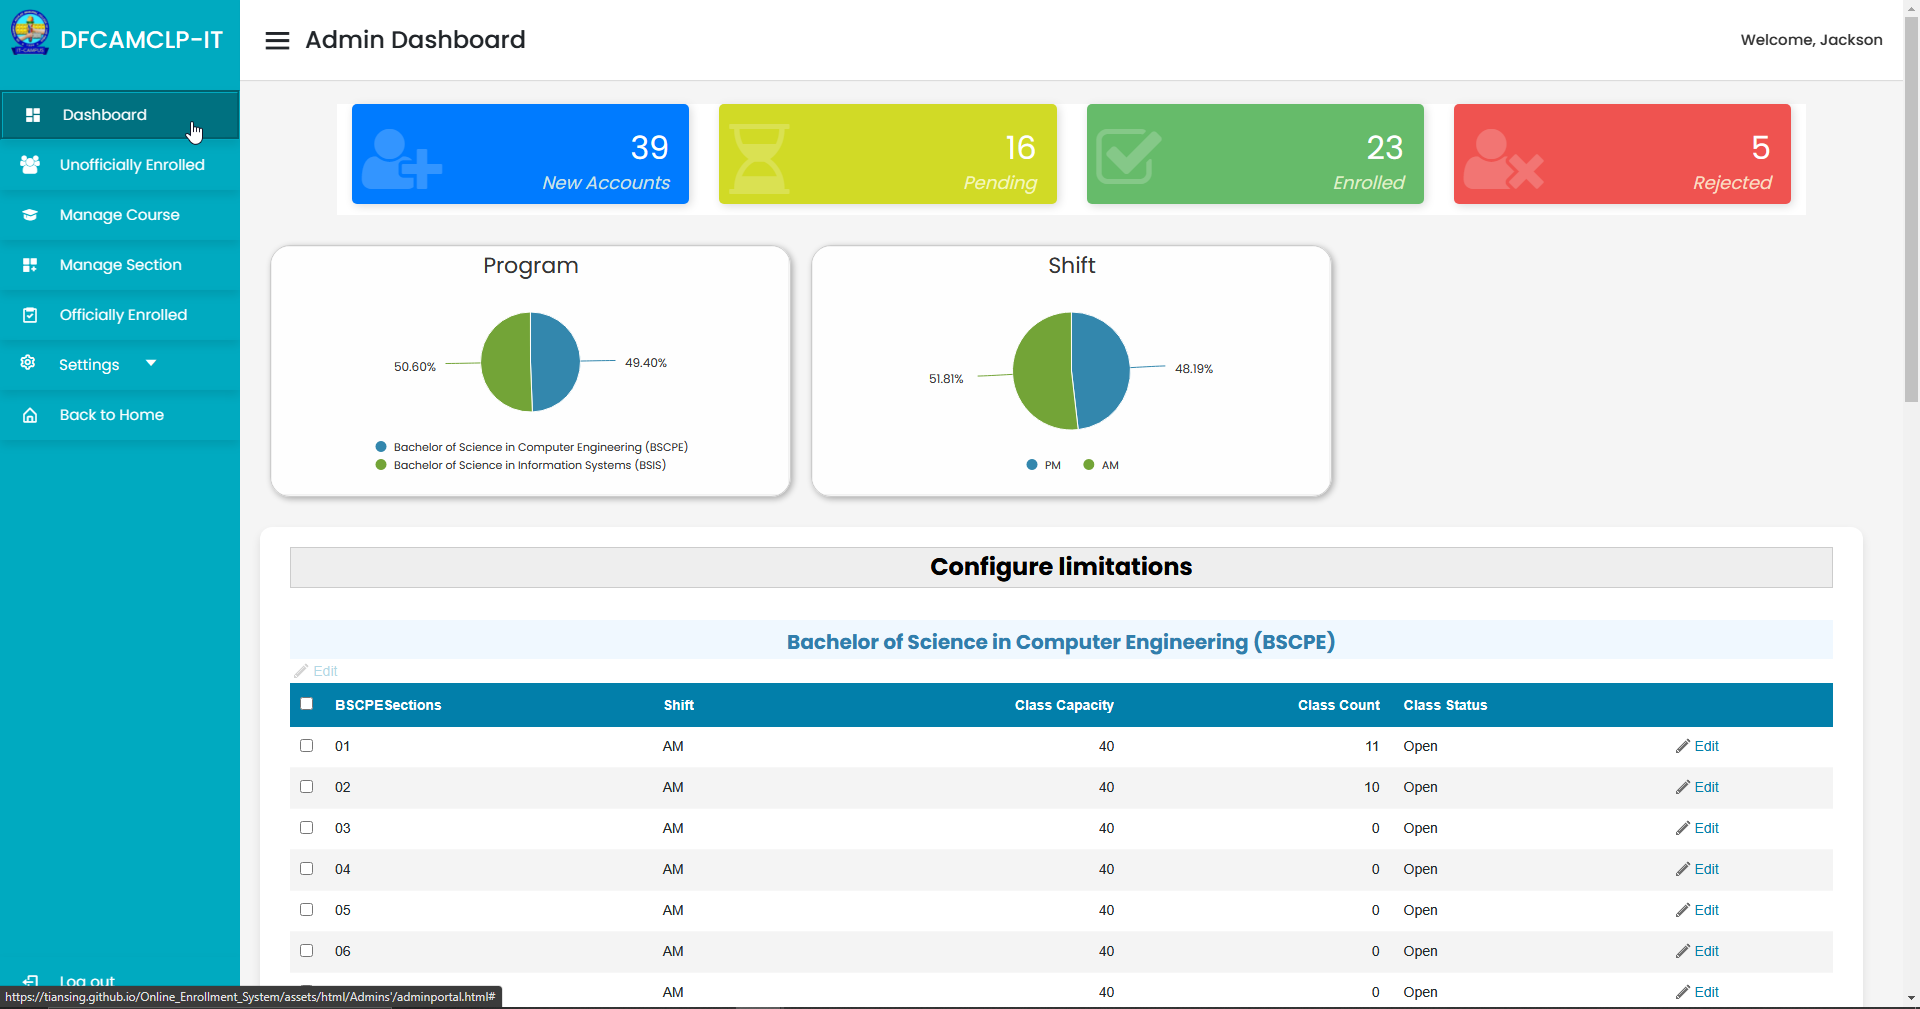 DFCAMCLP-IT
Admin Dashboard
Welcome, Jackson
Dashboard
Unofficially Enrolled
Manage Course
Manage Section
Officially Enrolled
Settings
Back to Home
Log out
39
New Accounts
16
Pending
23
Enrolled
5
Rejected
Program
50.60%
49.40%
Bachelor of Science in Computer Engineering (BSCPE)
Bachelor of Science in Information Systems (BSIS)
Shift
51.81%
48.19%
PM AM
Configure limitations
Bachelor of Science in Computer Engineering (BSCPE)
Edit
BSCPESections Shift Class Capacity Class Count Class Status
01 AM 40 11 Open Edit
02 AM 40 10 Open Edit
03 AM 40 0 Open Edit
04 AM 40 0 Open Edit
05 AM 40 0 Open Edit
06 AM 40 0 Open Edit
AM 40 0 Open Edit
https://tiansing.github.io/Online_Enrollment_System/assets/html/Admins'/adminportal.html#